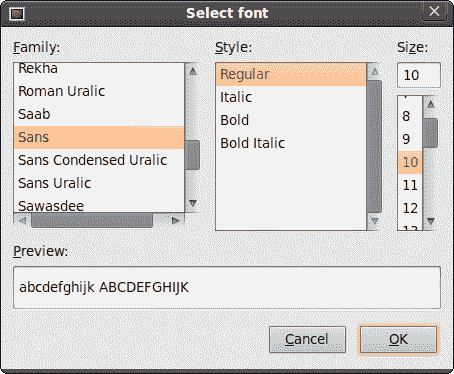 Select font
Family:
Rekha
Roman Uralic
Saab
Sans
Sans Condensed Uralic
Sans Uralic
Sawasdee
Style:
Regular
Italic
Bold
Bold Italic
Size:
10
8
9
10
11
12
Preview:
abcdefghijk ABCDEFGHIJK
Cancel
OK